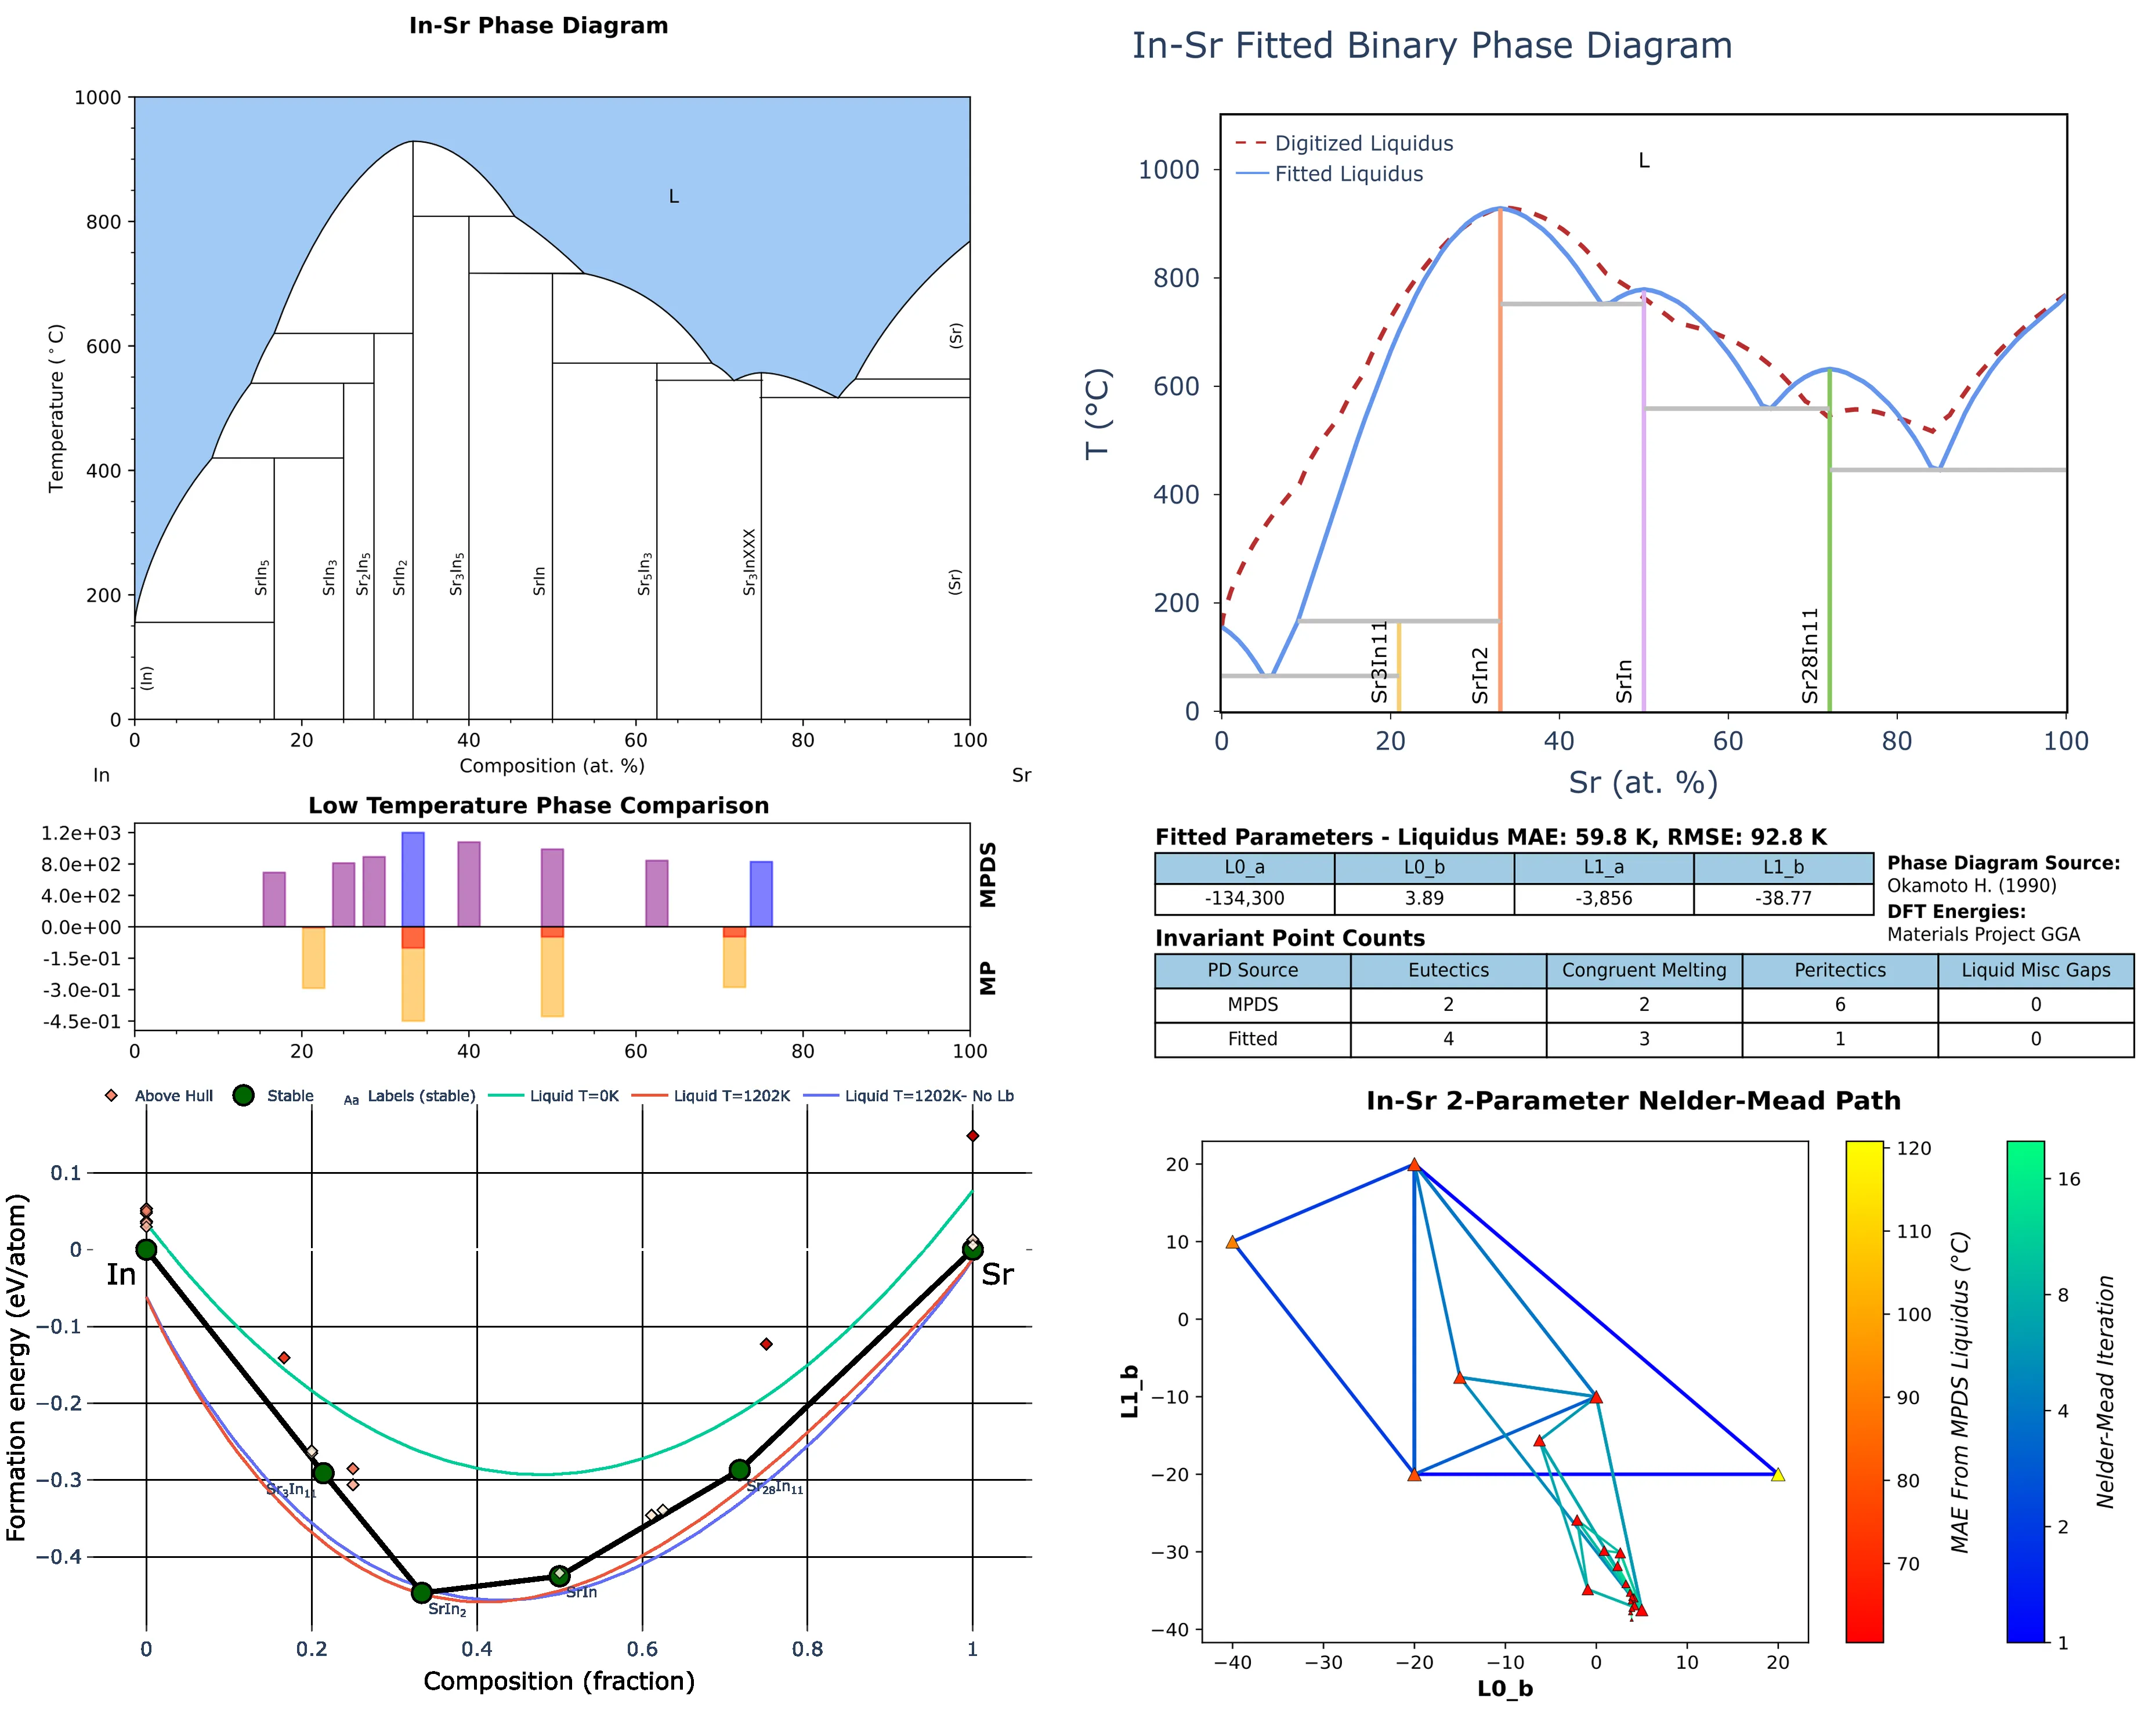 In-Sr Phase Diagram
1000
800
600
400
200
0
Temperature (°C)
L
(In)
SrIn5
SrIn3
Sr2In5
SrIn2
Sr3In5
SrIn
Sr5In3
Sr3InXXX
(Sr)
(Sr)
0 20 40 60 80 100
Composition (at. %)
In Sr
In-Sr Fitted Binary Phase Diagram
Digitized Liquidus
Fitted Liquidus
L
1000
800
600
400
200
0
T (°C)
Sr3In11
SrIn2
SrIn
Sr28In11
0 20 40 60 80 100
Sr (at. %)
Low Temperature Phase Comparison
1.2e+03
8.0e+02
4.0e+02
0.0e+00
-1.5e-01
-3.0e-01
-4.5e-01
MPDS
MP
0 20 40 60 80 100
Fitted Parameters - Liquidus MAE: 59.8 K, RMSE: 92.8 K
L0_a L0_b L1_a L1_b
-134,300 3.89 -3,856 -38.77
Phase Diagram Source:
Okamoto H. (1990)
DFT Energies:
Materials Project GGA
Invariant Point Counts
PD Source Eutectics Congruent Melting Peritectics Liquid Misc Gaps
MPDS 2 2 6 0
Fitted 4 3 1 0
Above Hull Stable Aa Labels (stable) Liquid T=0K Liquid T=1202K Liquid T=1202K- No Lb
0.1
0
−0.1
−0.2
−0.3
−0.4
Formation energy (eV/atom)
In
Sr
Sr3In11
SrIn2
SrIn
Sr28In11
0 0.2 0.4 0.6 0.8 1
Composition (fraction)
In-Sr 2-Parameter Nelder-Mead Path
20
10
0
−10
−20
−30
−40
L1_b
−40 −30 −20 −10 0 10 20
L0_b
120
110
100
90
80
70
MAE From MPDS Liquidus (°C)
16
8
4
2
1
Nelder-Mead Iteration